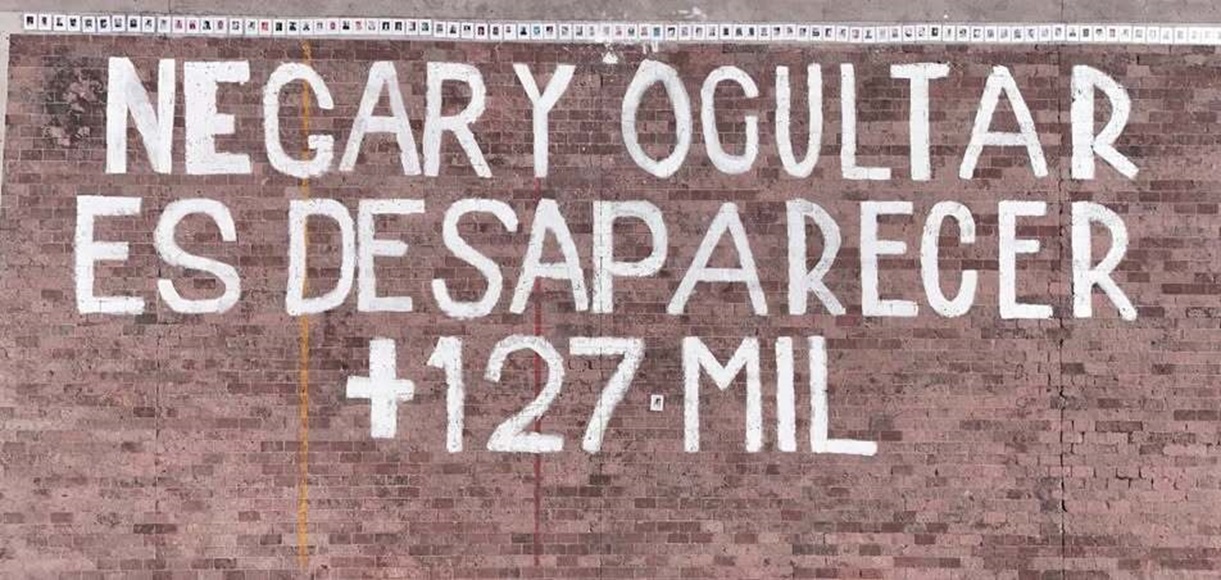 NEGAR Y OCULTAR
ES DESAPARECER
+127 MIL